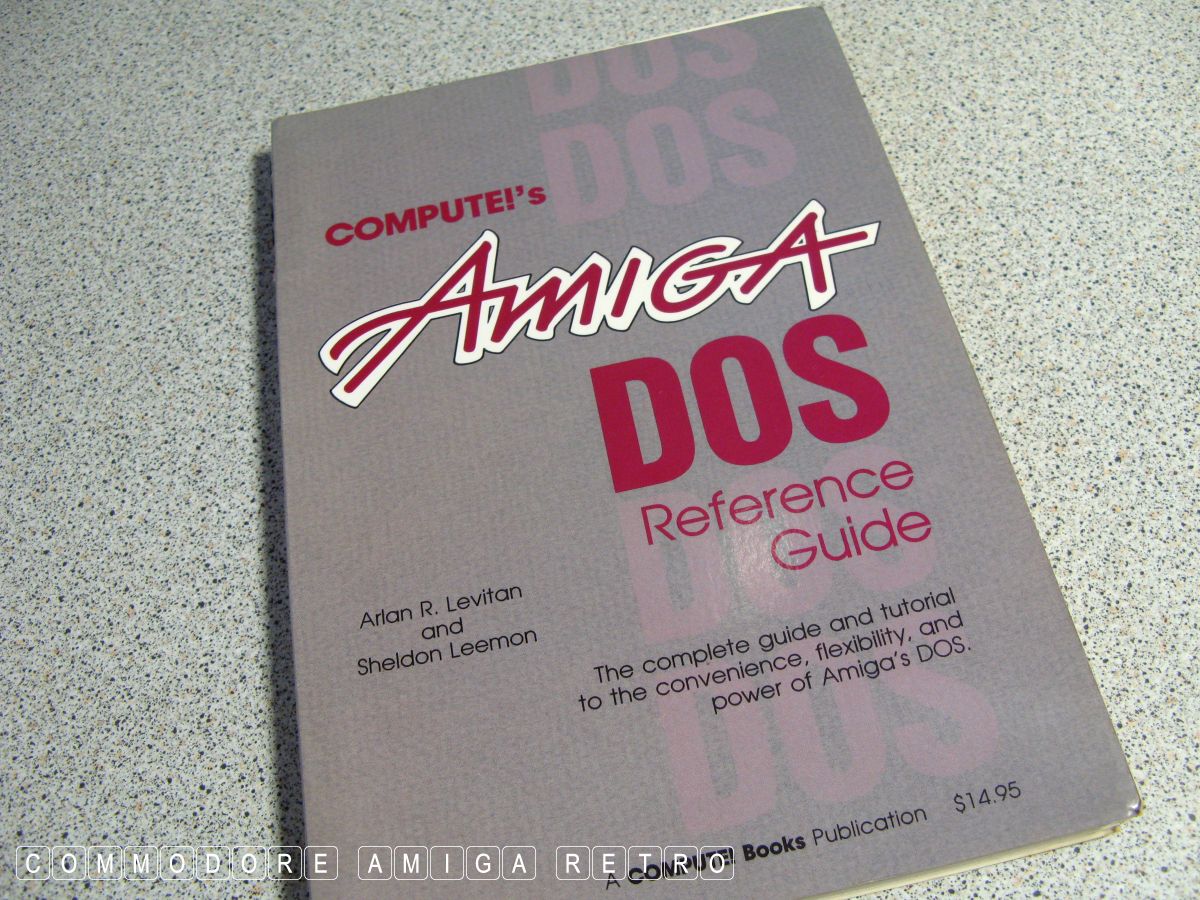 DOS
DOS
COMPUTE!'s
AMIGA
DOS
Reference
Guide
DOS
Arlan R. Levitan
and
Sheldon Leemon
The complete guide and tutorial
to the convenience, flexibility, and
power of Amiga's DOS.
DOS
A COMPUTE! Books Publication $14.95
COMMODORE AMIGA RETRO